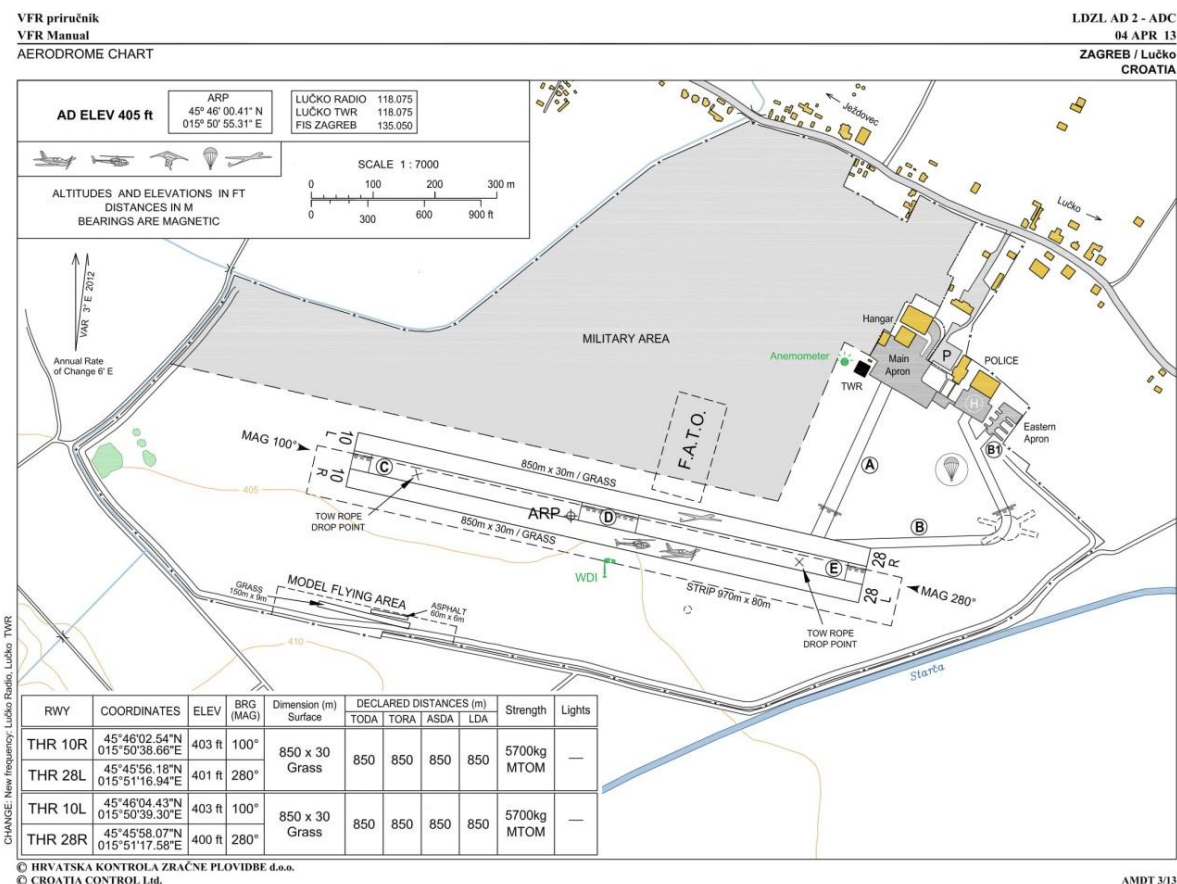 VFR priručnik
VFR Manual
LDZL AD 2 - ADC
04 APR 13
AERODROME CHART
ZAGREB / Lučko
CROATIA
AD ELEV 405 ft
ARP
45º 46' 00.41" N
015º 50' 55.31" E
LUČKO RADIO 118.075
LUČKO TWR 118.075
FIS ZAGREB 135.050
ALTITUDES AND ELEVATIONS IN FT
DISTANCES IN M
BEARINGS ARE MAGNETIC
SCALE 1 : 7000
0 100 200 300 m
0 300 600 900 ft
VAR 3° E 2012
Annual Rate
of Change 6' E
Ježdovec
Lučko
MILITARY AREA
Hangar
Anemometer
TWR
Main
Apron
P
POLICE
H
Eastern
Apron
B1
A
B
F.A.T.O.
MAG 100°
10
L
10
R
C
850m x 30m / GRASS
405
TOW ROPE
DROP POINT
ARP
D
850m x 30m / GRASS
WDI
E
28
R
28
L
MAG 280°
STRIP 970m x 80m
TOW ROPE
DROP POINT
MODEL FLYING AREA
GRASS
150m x 9m
ASPHALT
60m x 6m
410
Starča
CHANGE: New frequency: Lučko Radio, Lučko TWR
RWY COORDINATES ELEV BRG (MAG) Dimension (m) Surface DECLARED DISTANCES (m) Strength Lights
TODA TORA ASDA LDA
THR 10R 45°46'02.54"N 015°50'38.66"E 403 ft 100° 850 x 30 Grass 850 850 850 850 5700kg MTOM —
THR 28L 45°45'56.18"N 015°51'16.94"E 401 ft 280°
THR 10L 45°46'04.43"N 015°50'39.30"E 403 ft 100° 850 x 30 Grass 850 850 850 850 5700kg MTOM —
THR 28R 45°45'58.07"N 015°51'17.58"E 400 ft 280°
© HRVATSKA KONTROLA ZRAČNE PLOVIDBE d.o.o.
© CROATIA CONTROL Ltd.
AMDT 3/13